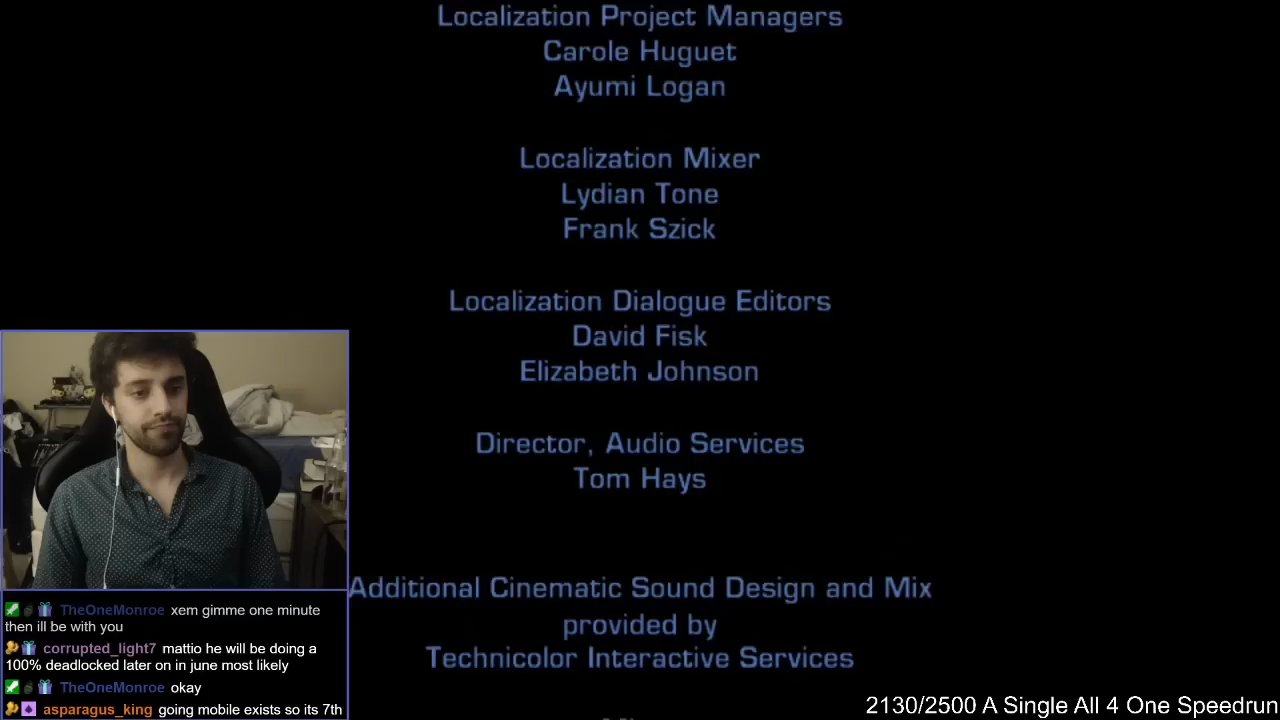 Localization Project Managers
Carole Huguet
Ayumi Logan
Localization Mixer
Lydian Tone
Frank Szick
Localization Dialogue Editors
David Fisk
Elizabeth Johnson
Director, Audio Services
Tom Hays
Additional Cinematic Sound Design and Mix
provided by
Technicolor Interactive Services
TheOneMonroe xem gimme one minute
then ill be with you
corrupted_light7 mattio he will be doing a
100% deadlocked later on in june most likely
TheOneMonroe okay
asparagus_king going mobile exists so its 7th
2130/2500 A Single All 4 One Speedrun